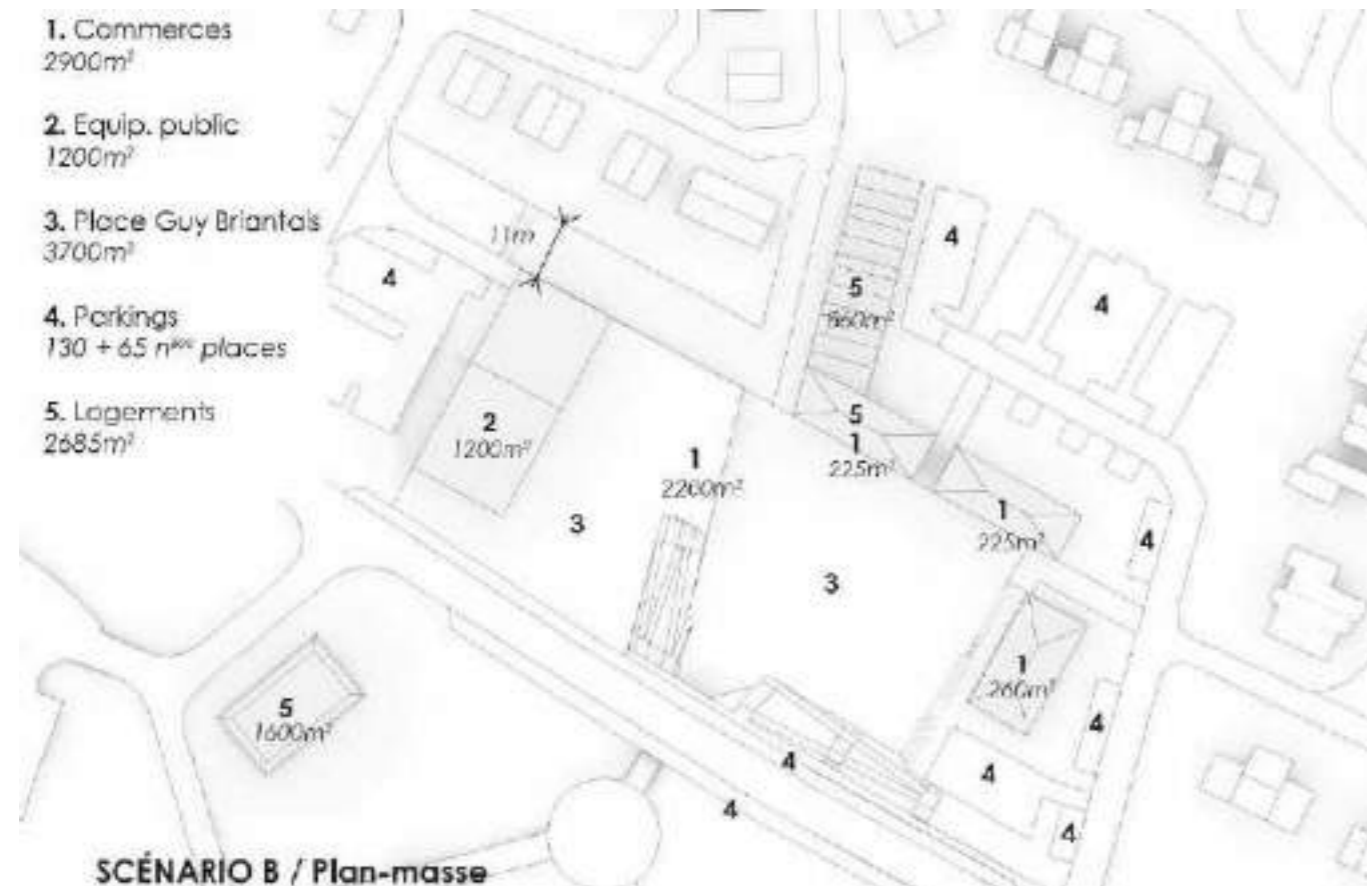 1. Commerces
2900m²
2. Equip. public
1200m²
3. Place Guy Briantais
3700m²
4. Parkings
130 + 65 nᵉˡˡᵉˢ places
5. Logements
2685m²
11m
4
4
4
5
860m²
2
1200m²
5
1
225m²
1
2200m²
1
225m²
3
4
3
1
260m²
5
1600m²
4
4
4
4
4
SCÉNARIO B / Plan-masse